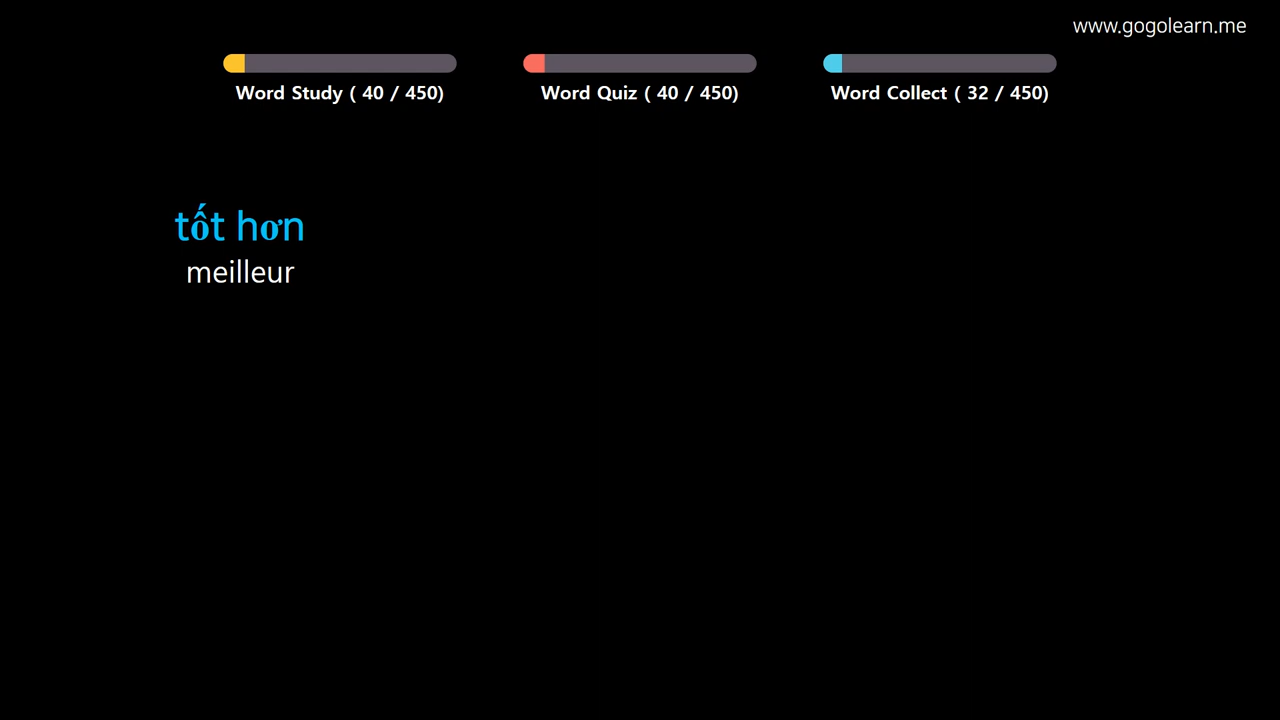 www.gogolearn.me
Word Study ( 40 / 450)
Word Quiz ( 40 / 450)
Word Collect ( 32 / 450)
tốt hơn
meilleur